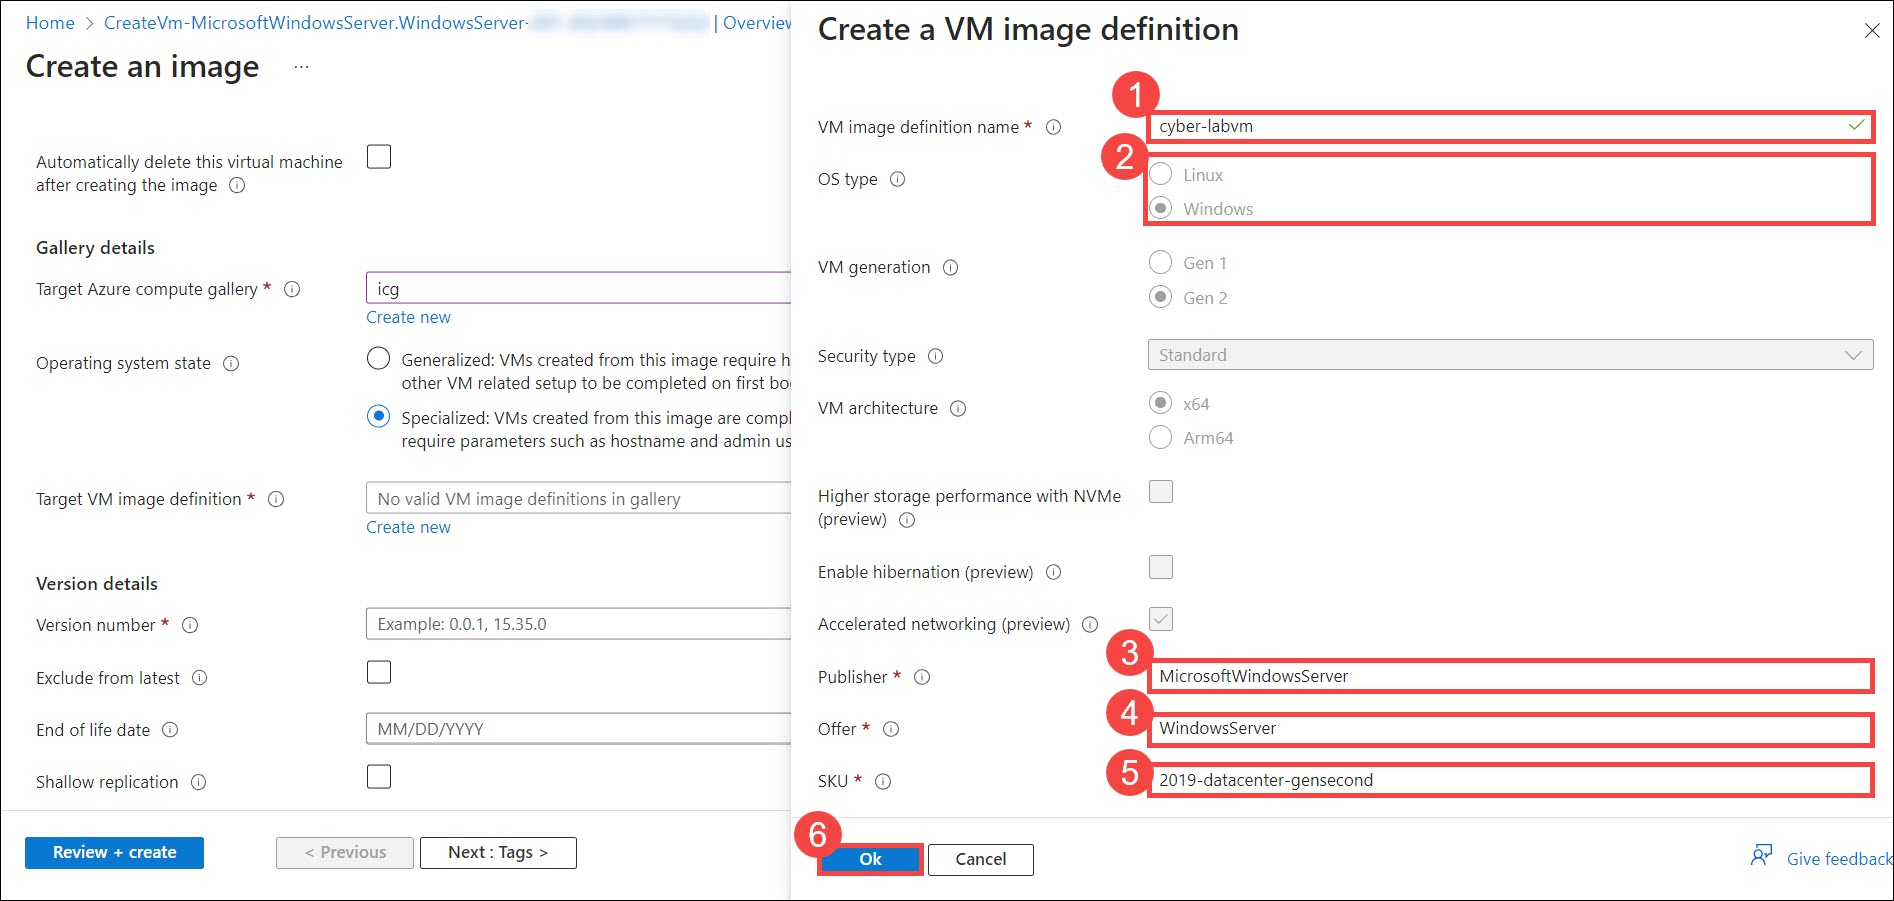 Home > CreateVm-MicrosoftWindowsServer.WindowsServer- | Overview
Create an image ...
Automatically delete this virtual machine
after creating the image
Gallery details
Target Azure compute gallery *
icg
Create new
Operating system state
Generalized: VMs created from this image require h
other VM related setup to be completed on first bo
Specialized: VMs created from this image are compl
require parameters such as hostname and admin us
Target VM image definition *
No valid VM image definitions in gallery
Create new
Version details
Version number *
Example: 0.0.1, 15.35.0
Exclude from latest
End of life date
MM/DD/YYYY
Shallow replication
Review + create
< Previous
Next : Tags >
Create a VM image definition
1
VM image definition name *
cyber-labvm
2
OS type
Linux
Windows
VM generation
Gen 1
Gen 2
Security type
Standard
VM architecture
x64
Arm64
Higher storage performance with NVMe
(preview)
Enable hibernation (preview)
Accelerated networking (preview)
3
Publisher *
MicrosoftWindowsServer
4
Offer *
WindowsServer
5
SKU *
2019-datacenter-gensecond
6
Ok
Cancel
Give feedback